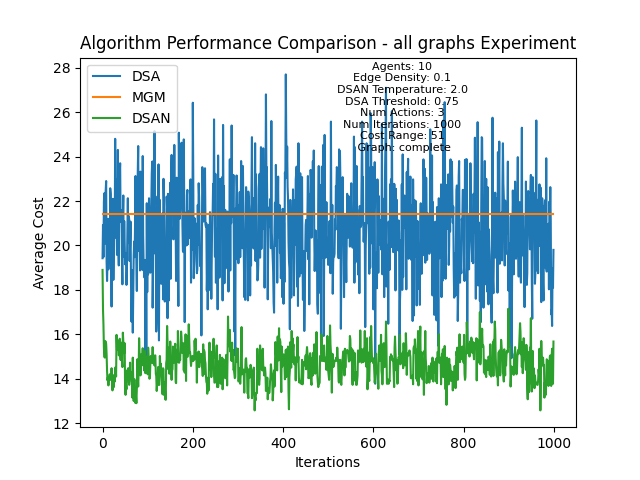 Algorithm Performance Comparison - all graphs Experiment
DSA
MGM
DSAN
Agents: 10
Edge Density: 0.1
DSAN Temperature: 2.0
DSA Threshold: 0.75
Num Actions: 3
Num Iterations: 1000
Cost Range: 51
Graph: complete
Average Cost
28
26
24
22
20
18
16
14
12
0
200
400
600
800
1000
Iterations